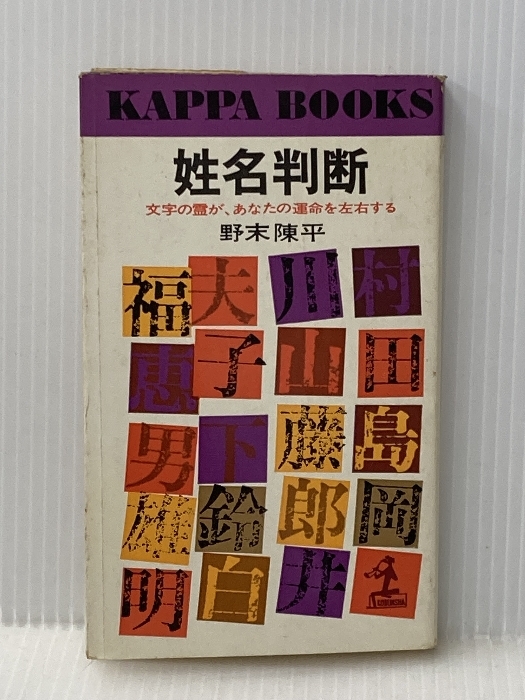 KAPPA BOOKS
姓名判断
文字の霊が、あなたの運命を左右する
野末陳平
福夫川村
恵子山田
男下藤島
雄鈴郎岡
明白井
KOBUNSHA